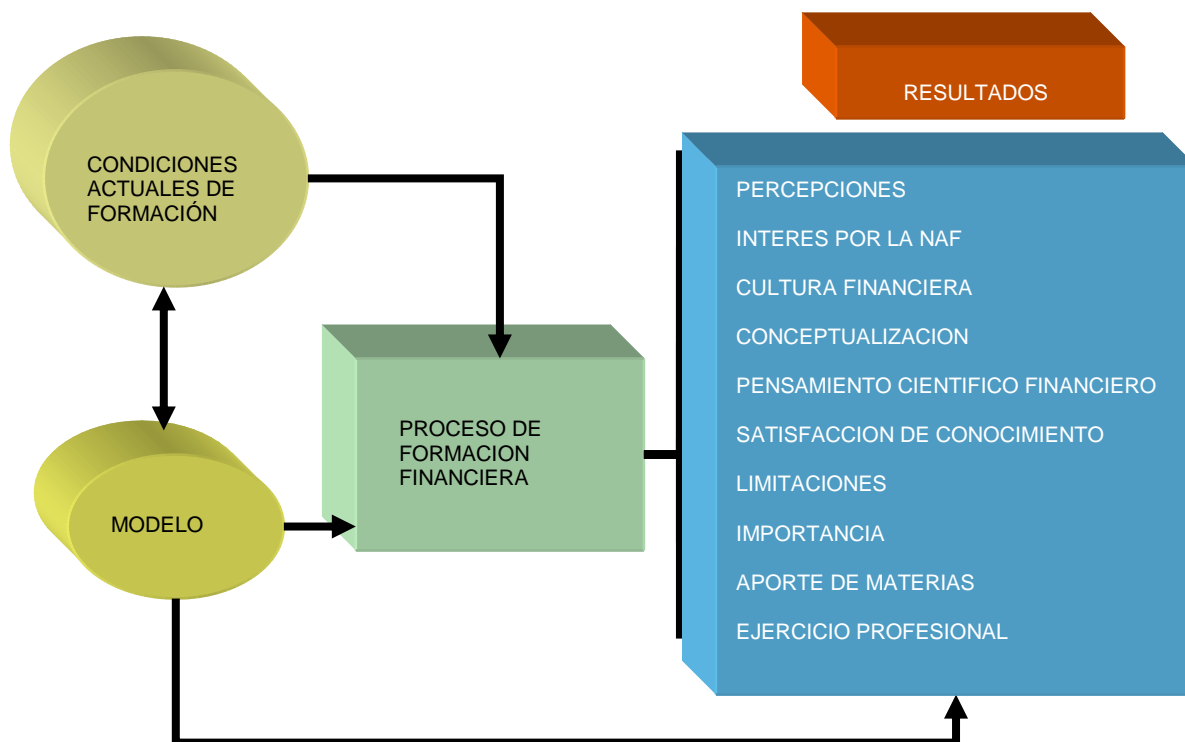 CONDICIONES
ACTUALES DE
FORMACIÓN
MODELO
PROCESO DE
FORMACION
FINANCIERA
RESULTADOS
PERCEPCIONES
INTERES POR LA NAF
CULTURA FINANCIERA
CONCEPTUALIZACION
PENSAMIENTO CIENTIFICO FINANCIERO
SATISFACCION DE CONOCIMIENTO
LIMITACIONES
IMPORTANCIA
APORTE DE MATERIAS
EJERCICIO PROFESIONAL